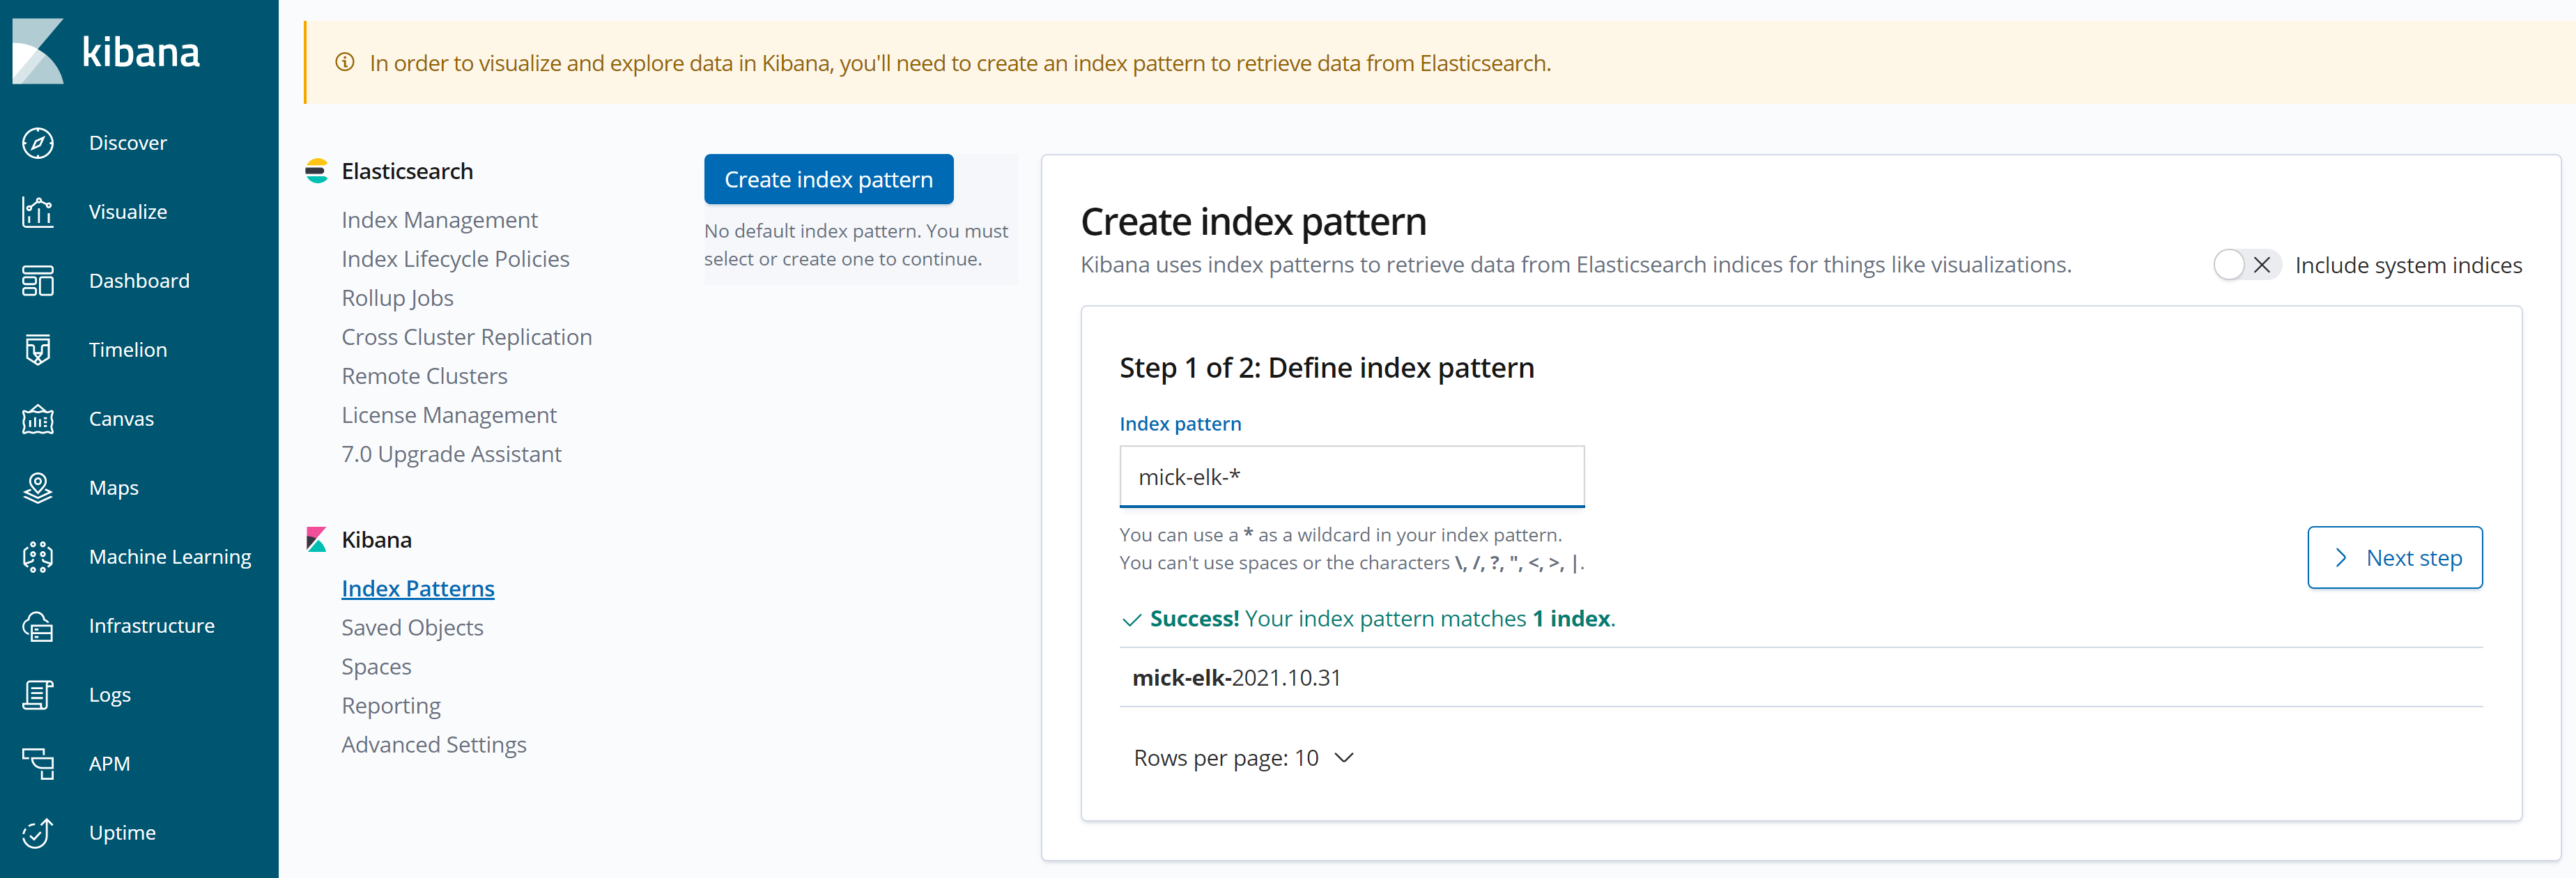 kibana
Discover
Visualize
Dashboard
Timelion
Canvas
Maps
Machine Learning
Infrastructure
Logs
APM
Uptime
In order to visualize and explore data in Kibana, you'll need to create an index pattern to retrieve data from Elasticsearch.
Elasticsearch
Index Management
Index Lifecycle Policies
Rollup Jobs
Cross Cluster Replication
Remote Clusters
License Management
7.0 Upgrade Assistant
Kibana
Index Patterns
Saved Objects
Spaces
Reporting
Advanced Settings
Create index pattern
No default index pattern. You must
select or create one to continue.
Create index pattern
Kibana uses index patterns to retrieve data from Elasticsearch indices for things like visualizations.
Include system indices
Step 1 of 2: Define index pattern
Index pattern
mick-elk-*
You can use a * as a wildcard in your index pattern.
You can't use spaces or the characters \, /, ?, ", <, >, |.
Next step
Success! Your index pattern matches 1 index.
mick-elk-2021.10.31
Rows per page: 10